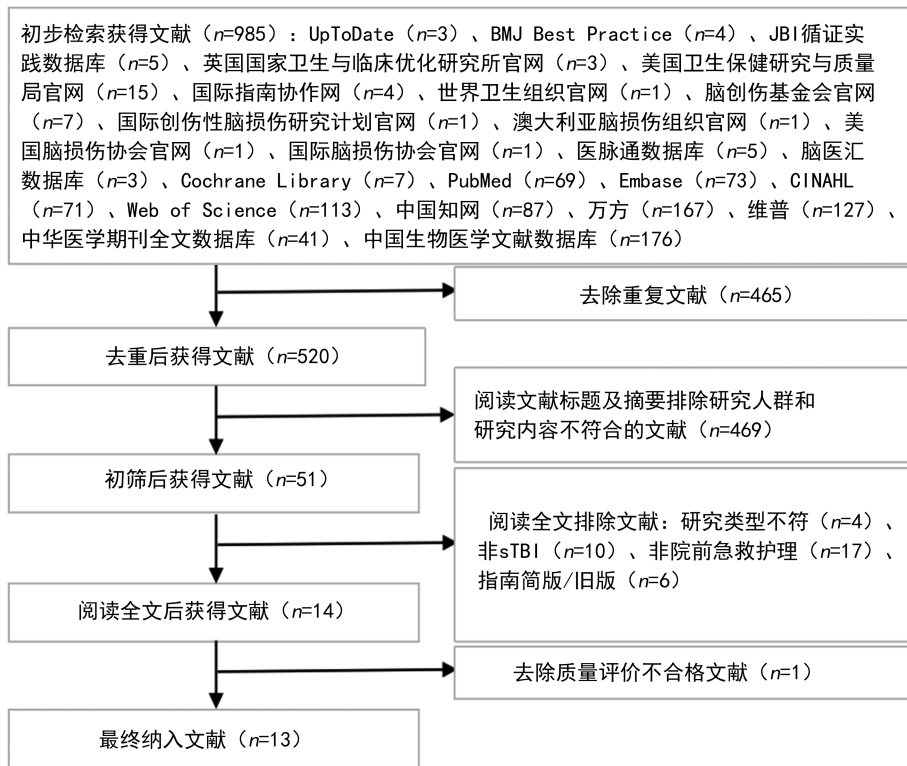 初步检索获得文献（n=985）：UpToDate（n=3）、BMJ Best Practice（n=4）、JBI循证实
践数据库（n=5）、英国国家卫生与临床优化研究所官网（n=3）、美国卫生保健研究与质量
局官网（n=15）、国际指南协作网（n=4）、世界卫生组织官网（n=1）、脑创伤基金会官网
（n=7）、国际创伤性脑损伤研究计划官网（n=1）、澳大利亚脑损伤组织官网（n=1）、美
国脑损伤协会官网（n=1）、国际脑损伤协会官网（n=1）、医脉通数据库（n=5）、脑医汇
数据库（n=3）、Cochrane Library（n=7）、PubMed（n=69）、Embase（n=73）、CINAHL
（n=71）、Web of Science（n=113）、中国知网（n=87）、万方（n=167）、维普（n=127）、
中华医学期刊全文数据库（n=41）、中国生物医学文献数据库（n=176）
去除重复文献（n=465）
去重后获得文献（n=520）
阅读文献标题及摘要排除研究人群和
研究内容不符合的文献（n=469）
初筛后获得文献（n=51）
阅读全文排除文献：研究类型不符（n=4）、
非sTBI（n=10）、非院前急救护理（n=17）、
指南简版/旧版（n=6）
阅读全文后获得文献（n=14）
去除质量评价不合格文献（n=1）
最终纳入文献（n=13）